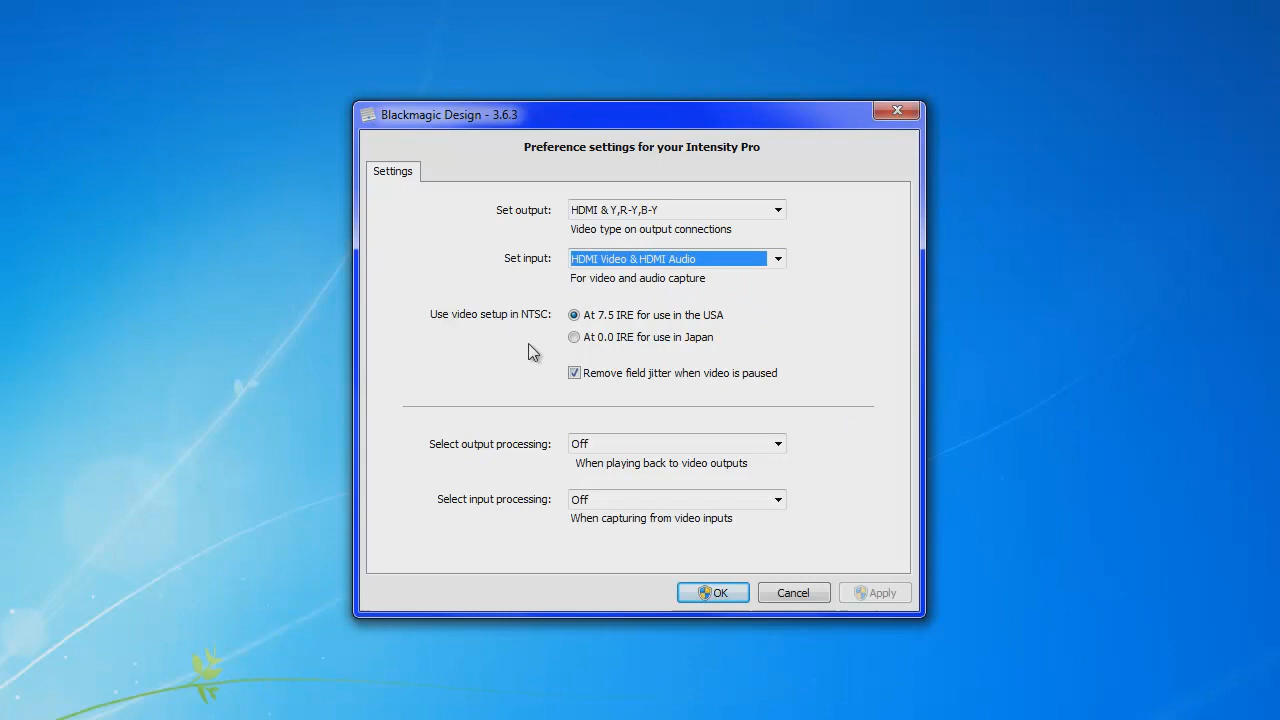 Blackmagic Design - 3.6.3
Preference settings for your Intensity Pro
Settings
Set output: HDMI & Y,R-Y,B-Y
Video type on output connections
Set input: HDMI Video & HDMI Audio
For video and audio capture
Use video setup in NTSC: At 7.5 IRE for use in the USA
At 0.0 IRE for use in Japan
Remove field jitter when video is paused
Select output processing: Off
When playing back to video outputs
Select input processing: Off
When capturing from video inputs
OK Cancel Apply